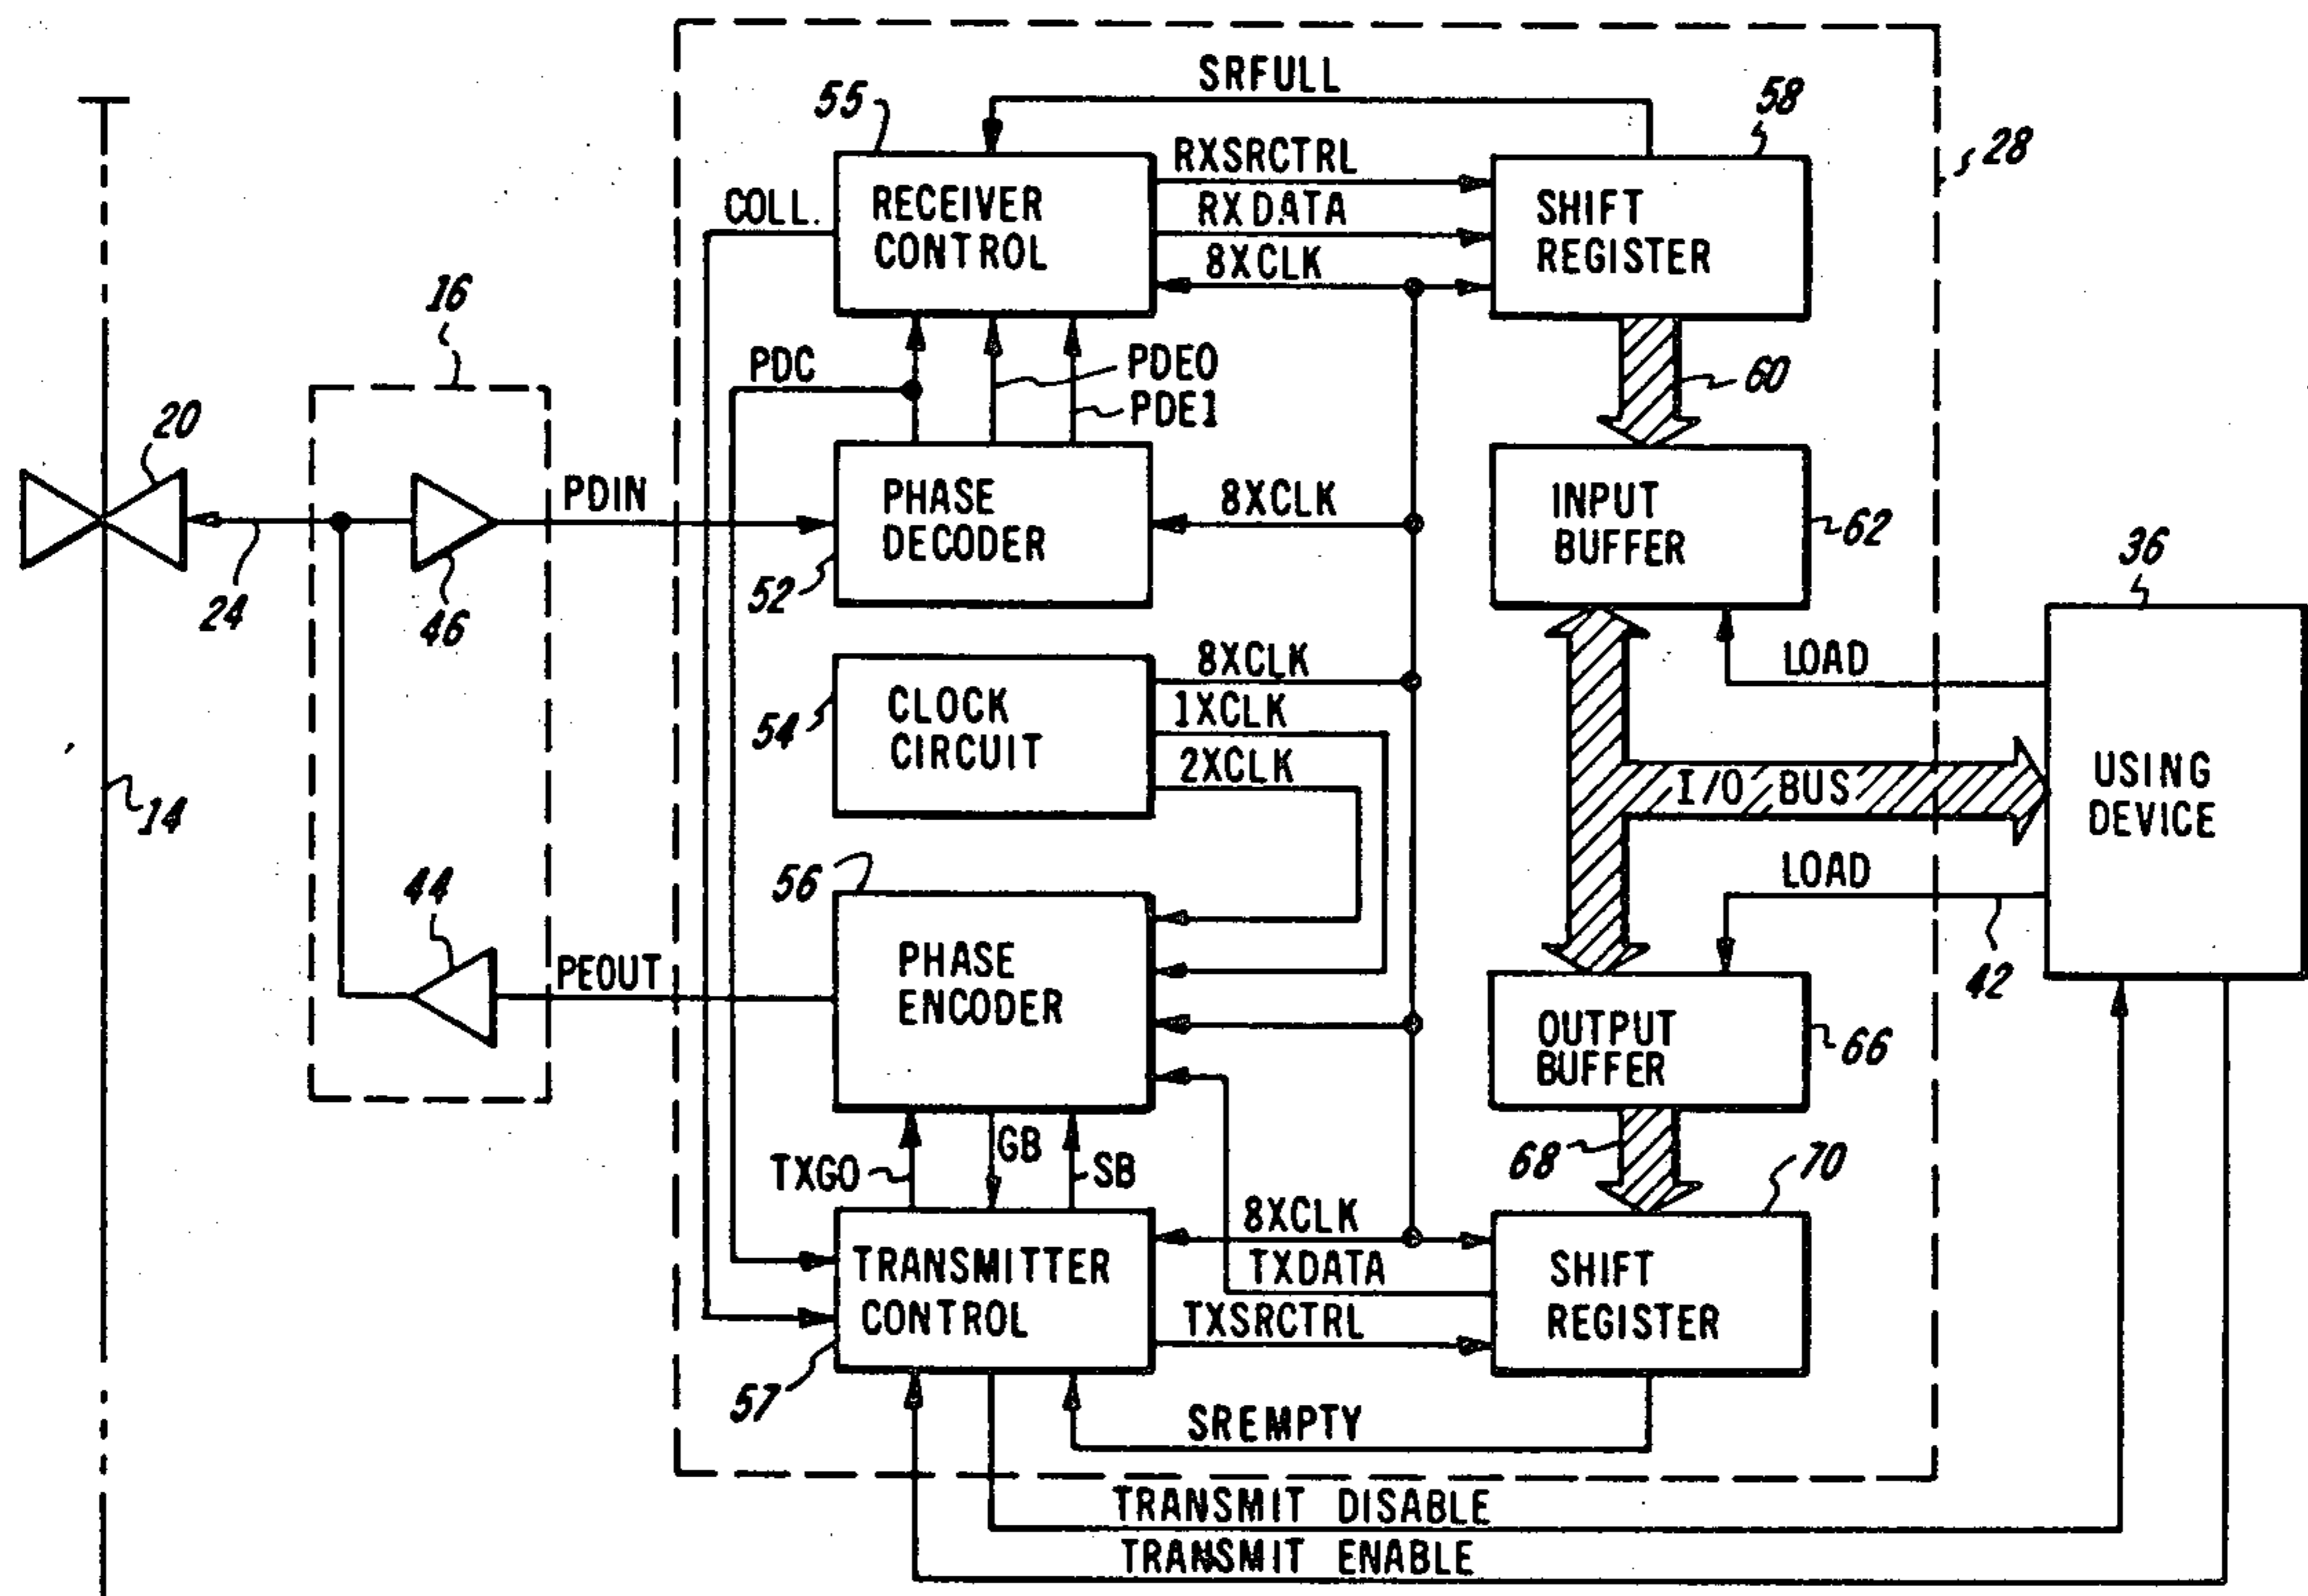 SRFULL
55
58
28
RXSRCTRL
COLL.
RECEIVER
CONTROL
RXDATA
8XCLK
SHIFT
REGISTER
16
PDC
PDE0
PDE1
60
20
PDIN
PHASE
DECODER
8XCLK
INPUT
BUFFER
62
36
24
46
52
8XCLK
LOAD
54
CLOCK
CIRCUIT
1XCLK
2XCLK
14
I/O BUS
USING
DEVICE
56
44
LOAD
PEOUT
PHASE
ENCODER
42
OUTPUT
BUFFER
66
TXGO
GB
SB
68
70
8XCLK
TRANSMITTER
CONTROL
TXDATA
TXSRCTRL
SHIFT
REGISTER
57
SREMPTY
TRANSMIT DISABLE
TRANSMIT ENABLE